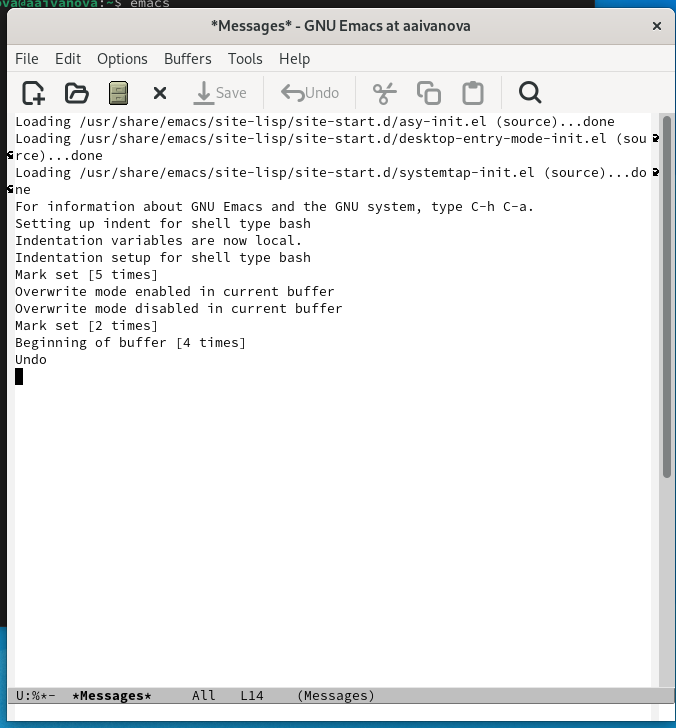 ova@aaivanova:~$ emacs
*Messages* - GNU Emacs at aaivanova
File Edit Options Buffers Tools Help
Save Undo
Loading /usr/share/emacs/site-lisp/site-start.d/asy-init.el (source)...done
Loading /usr/share/emacs/site-lisp/site-start.d/desktop-entry-mode-init.el (sou
rce)...done
Loading /usr/share/emacs/site-lisp/site-start.d/systemtap-init.el (source)...do
ne
For information about GNU Emacs and the GNU system, type C-h C-a.
Setting up indent for shell type bash
Indentation variables are now local.
Indentation setup for shell type bash
Mark set [5 times]
Overwrite mode enabled in current buffer
Overwrite mode disabled in current buffer
Mark set [2 times]
Beginning of buffer [4 times]
Undo
U:%*- *Messages* All L14 (Messages)